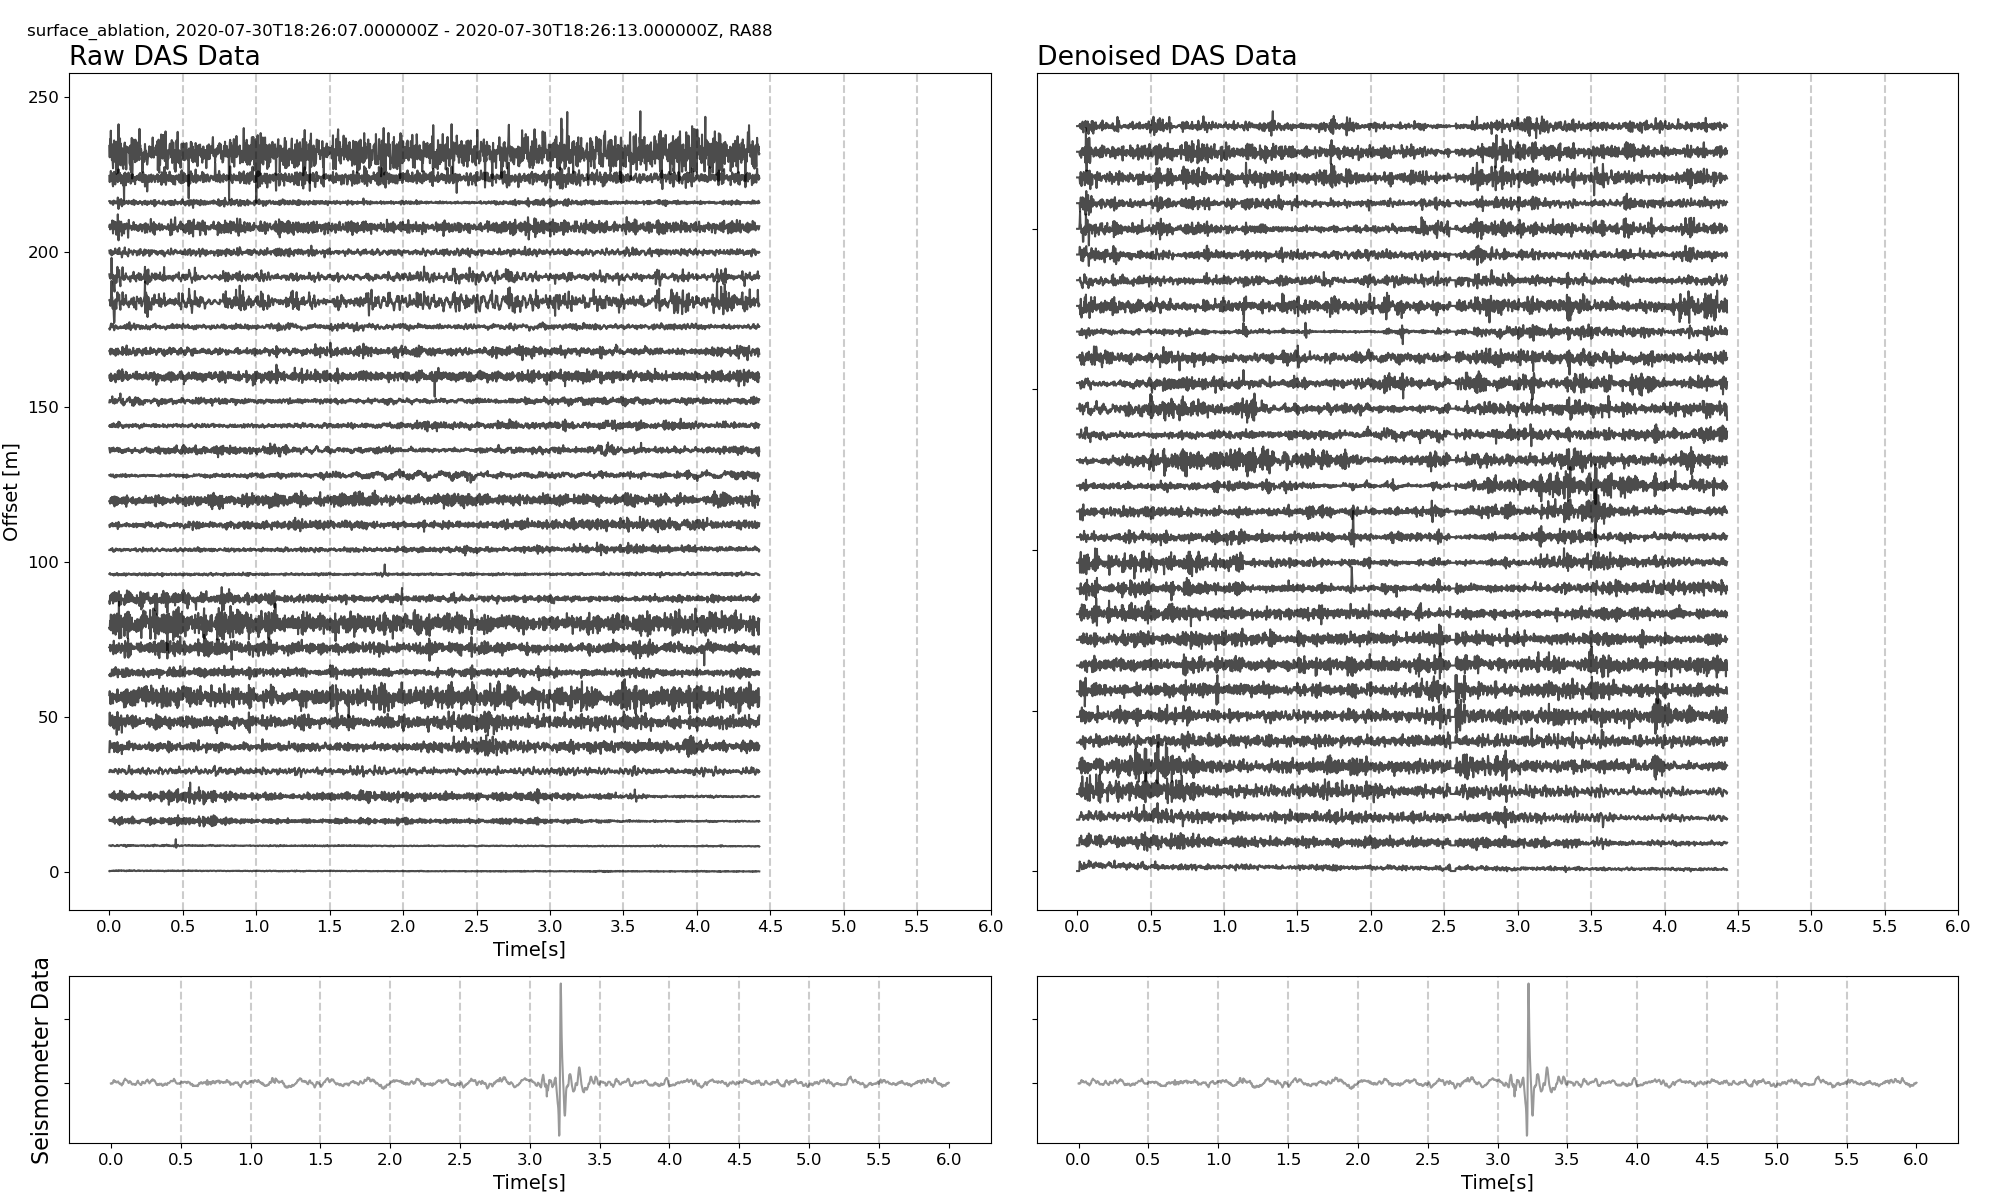 surface_ablation, 2020-07-30T18:26:07.000000Z - 2020-07-30T18:26:13.000000Z, RA88
Raw DAS Data
Denoised DAS Data
Offset [m]
250
200
150
100
50
0
0.0 0.5 1.0 1.5 2.0 2.5 3.0 3.5 4.0 4.5 5.0 5.5 6.0
Time[s]
0.0 0.5 1.0 1.5 2.0 2.5 3.0 3.5 4.0 4.5 5.0 5.5 6.0
Seismometer Data
0.0 0.5 1.0 1.5 2.0 2.5 3.0 3.5 4.0 4.5 5.0 5.5 6.0
Time[s]
0.0 0.5 1.0 1.5 2.0 2.5 3.0 3.5 4.0 4.5 5.0 5.5 6.0
Time[s]